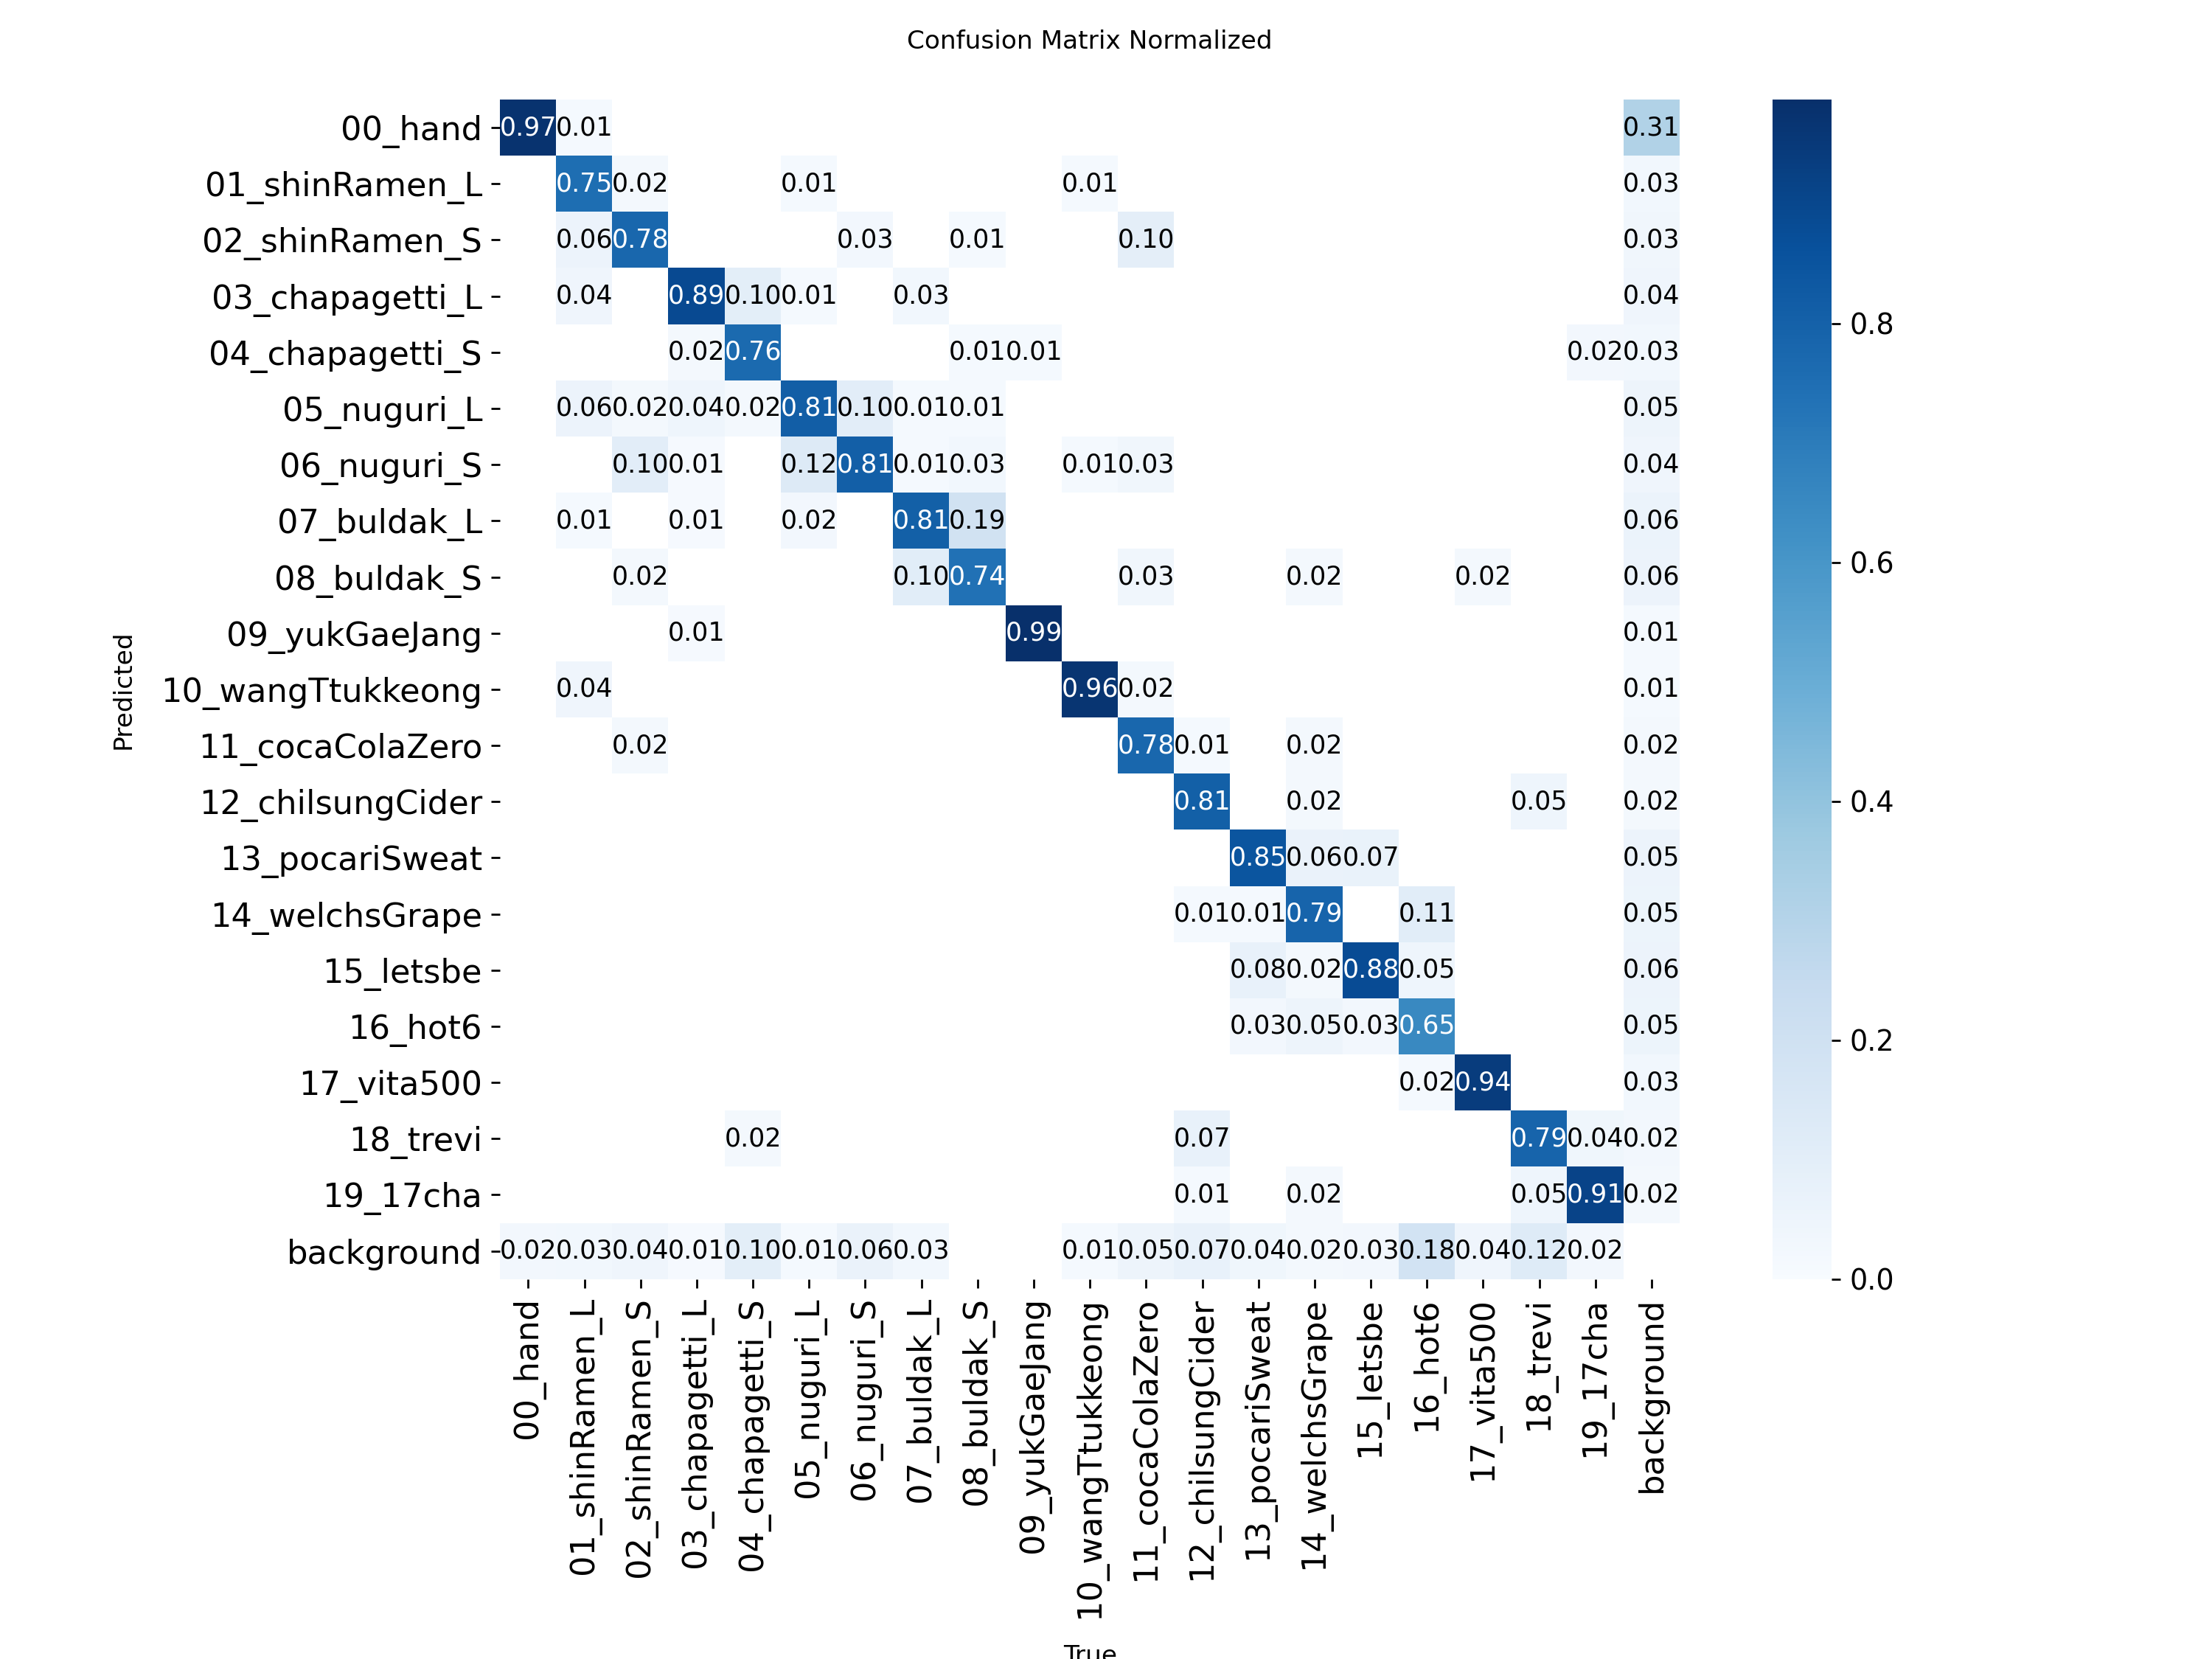 Confusion Matrix Normalized
00_hand 0.97 0.01 0.31
01_shinRamen_L 0.75 0.02 0.01 0.01 0.03
02_shinRamen_S 0.06 0.78 0.03 0.01 0.10 0.03
03_chapagetti_L 0.04 0.89 0.10 0.01 0.03 0.04
0.8
04_chapagetti_S 0.02 0.76 0.01 0.01 0.02 0.03
05_nuguri_L 0.06 0.02 0.04 0.02 0.81 0.10 0.01 0.01 0.05
06_nuguri_S 0.10 0.01 0.12 0.81 0.01 0.03 0.01 0.03 0.04
07_buldak_L 0.01 0.01 0.02 0.81 0.19 0.06
0.6
08_buldak_S 0.02 0.10 0.74 0.03 0.02 0.02 0.06
09_yukGaeJang 0.01 0.99 0.01
Predicted
10_wangTtukkeong 0.04 0.96 0.02 0.01
11_cocaColaZero 0.02 0.78 0.01 0.02 0.02
12_chilsungCider 0.81 0.02 0.05 0.02
0.4
13_pocariSweat 0.85 0.06 0.07 0.05
14_welchsGrape 0.01 0.01 0.79 0.11 0.05
15_letsbe 0.08 0.02 0.88 0.05 0.06
16_hot6 0.03 0.05 0.03 0.65 0.05
0.2
17_vita500 0.02 0.94 0.03
18_trevi 0.02 0.07 0.79 0.04 0.02
19_17cha 0.01 0.02 0.05 0.91 0.02
background 0.02 0.03 0.04 0.01 0.10 0.01 0.06 0.03 0.01 0.05 0.07 0.04 0.02 0.03 0.18 0.04 0.12 0.02
0.0
00_hand
01_shinRamen_L
02_shinRamen_S
03_chapagetti_L
04_chapagetti_S
05_nuguri_L
06_nuguri_S
07_buldak_L
08_buldak_S
09_yukGaeJang
10_wangTtukkeong
11_cocaColaZero
12_chilsungCider
13_pocariSweat
14_welchsGrape
15_letsbe
16_hot6
17_vita500
18_trevi
19_17cha
background
True